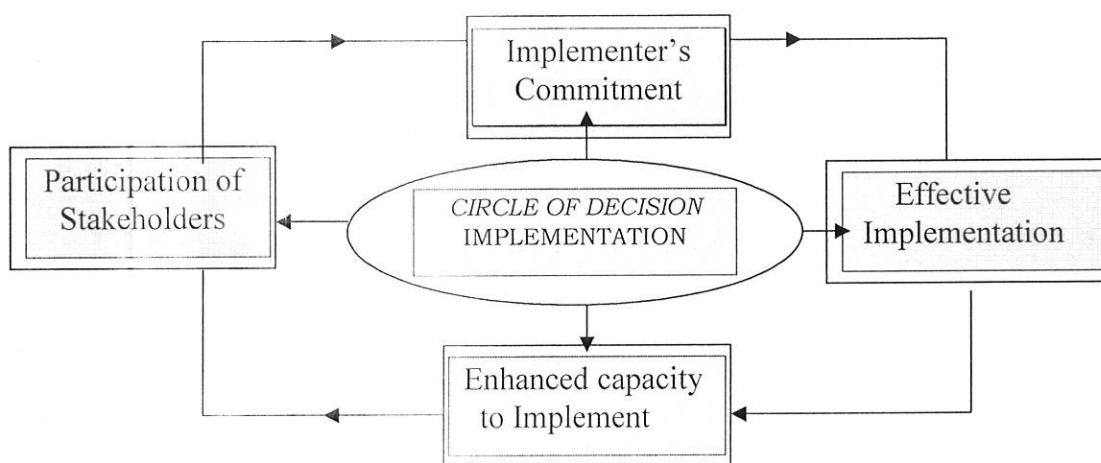 Implementer's
Commitment
Participation of
Stakeholders
CIRCLE OF DECISION
IMPLEMENTATION
Effective
Implementation
Enhanced capacity
to Implement